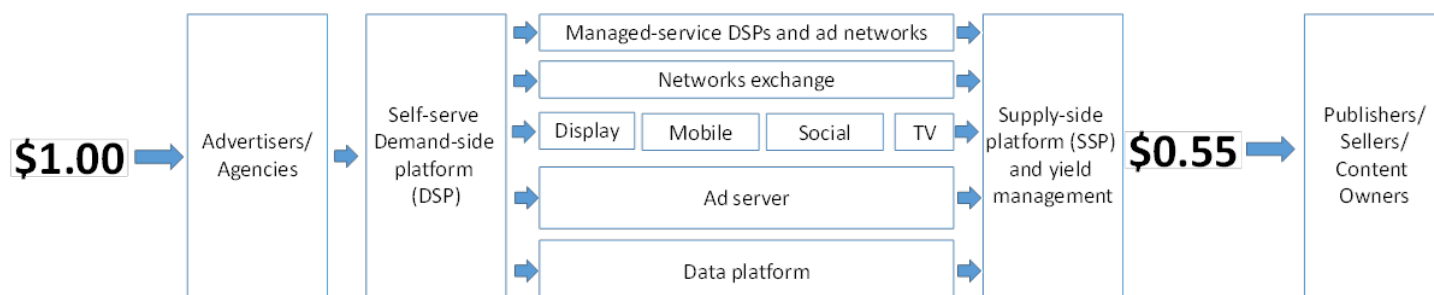 $1.00
Advertisers/
Agencies
Self-serve
Demand-side
platform
(DSP)
Managed-service DSPs and ad networks
Networks exchange
Display
Mobile
Social
TV
Ad server
Data platform
Supply-side
platform (SSP)
and yield
management
$0.55
Publishers/
Sellers/
Content
Owners